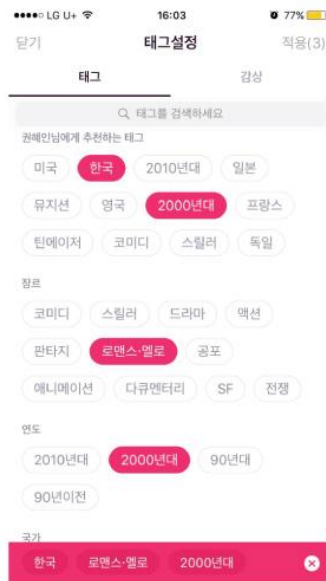 LG U+ 16:03 77%
닫기 태그설정 적용(3)
태그 감상
태그를 검색하세요
권혜인님에게 추천하는 태그
미국 한국 2010년대 일본
뮤지션 영국 2000년대 프랑스
틴에이저 코미디 스릴러 독일
장르
코미디 스릴러 드라마 액션
판타지 로맨스·멜로 공포
애니메이션 다큐멘터리 SF 전쟁
연도
2010년대 2000년대 90년대
90년이전
국가
한국 로맨스·멜로 2000년대